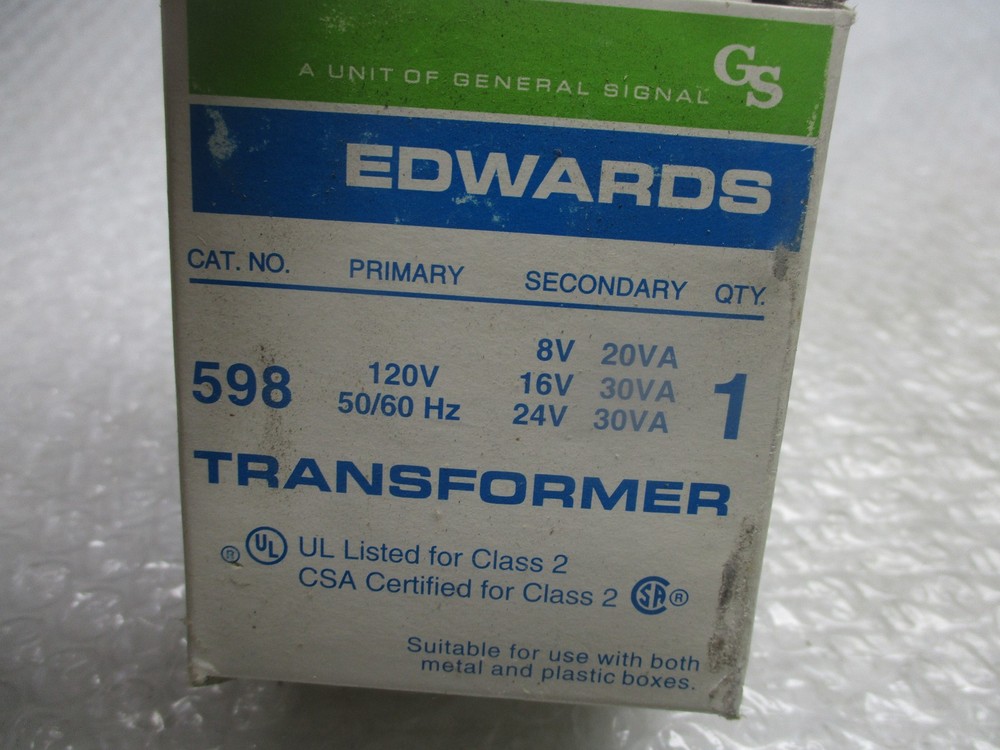 A UNIT OF GENERAL SIGNAL GS
EDWARDS
CAT. NO. PRIMARY SECONDARY QTY.
598 120V 50/60 Hz 8V 20VA 16V 30VA 24V 30VA 1
TRANSFORMER
® UL UL Listed for Class 2
CSA Certified for Class 2 SA ®
Suitable for use with both
metal and plastic boxes.